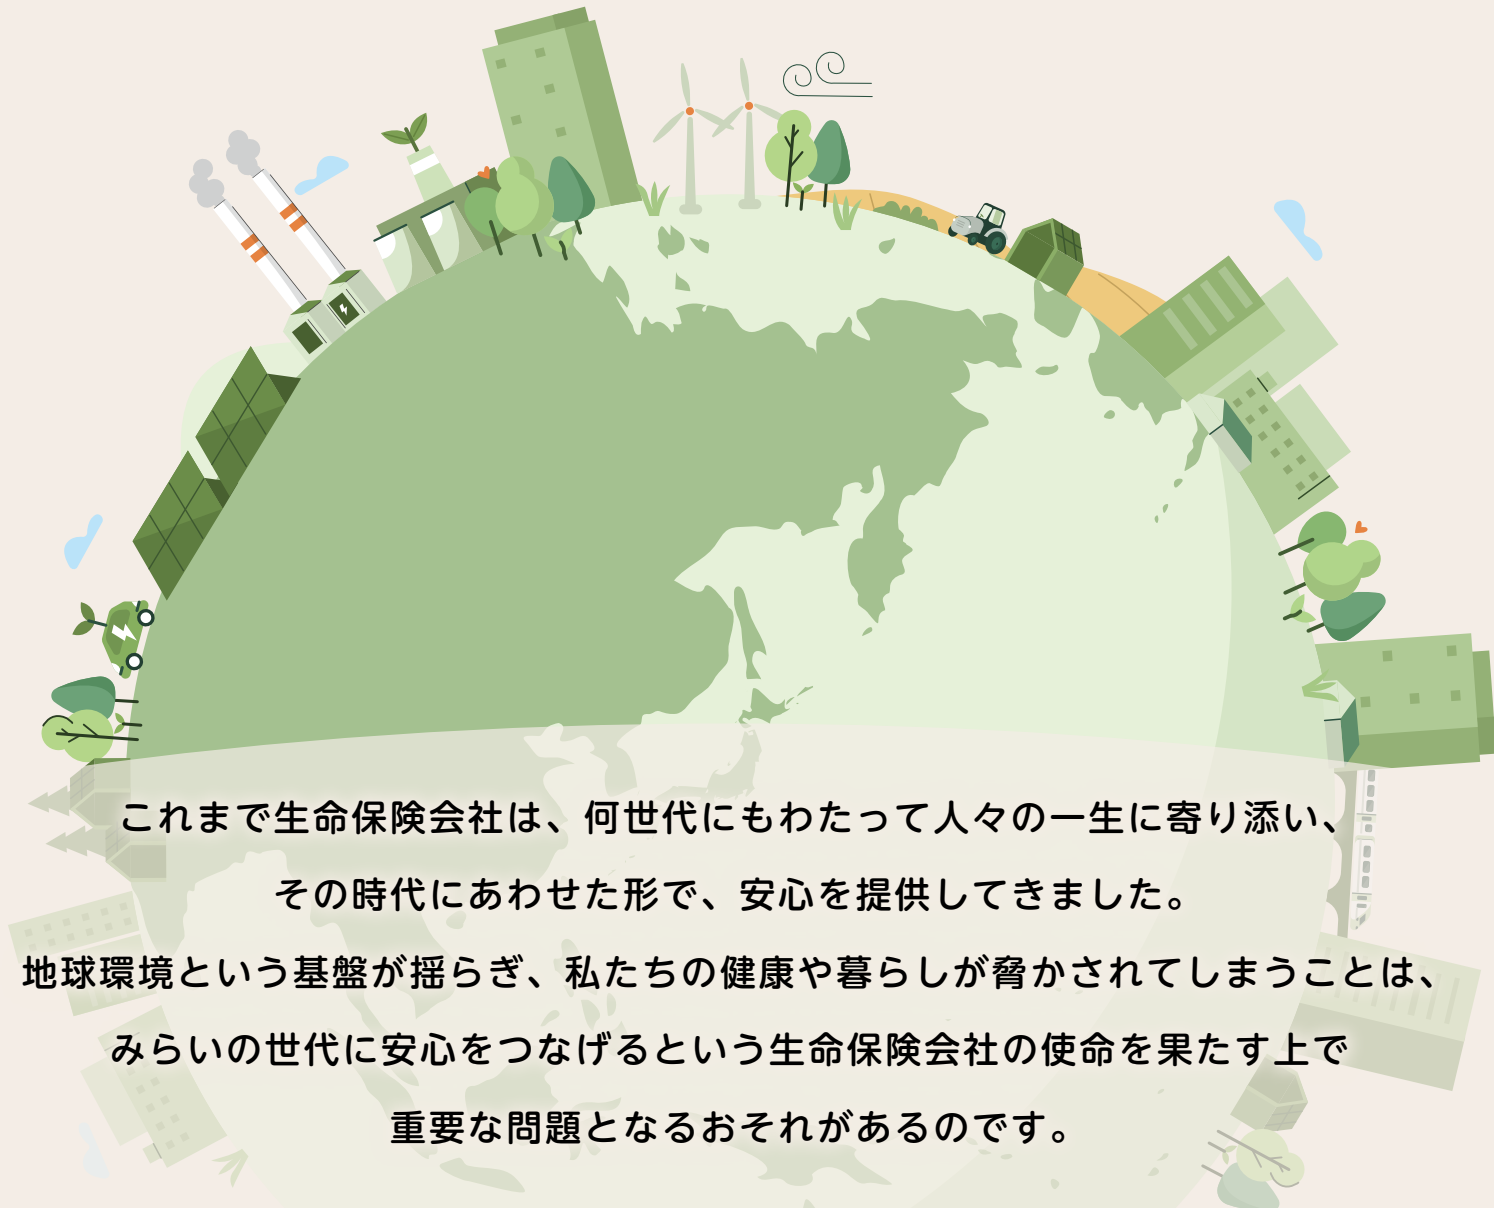 これまで生命保険会社は、何世代にもわたって人々の一生に寄り添い、
その時代にあわせた形で、安心を提供してきました。
地球環境という基盤が揺らぎ、私たちの健康や暮らしが脅かされてしまうことは、
みらいの世代に安心をつなげるという生命保険会社の使命を果たす上で
重要な問題となるおそれがあるのです。